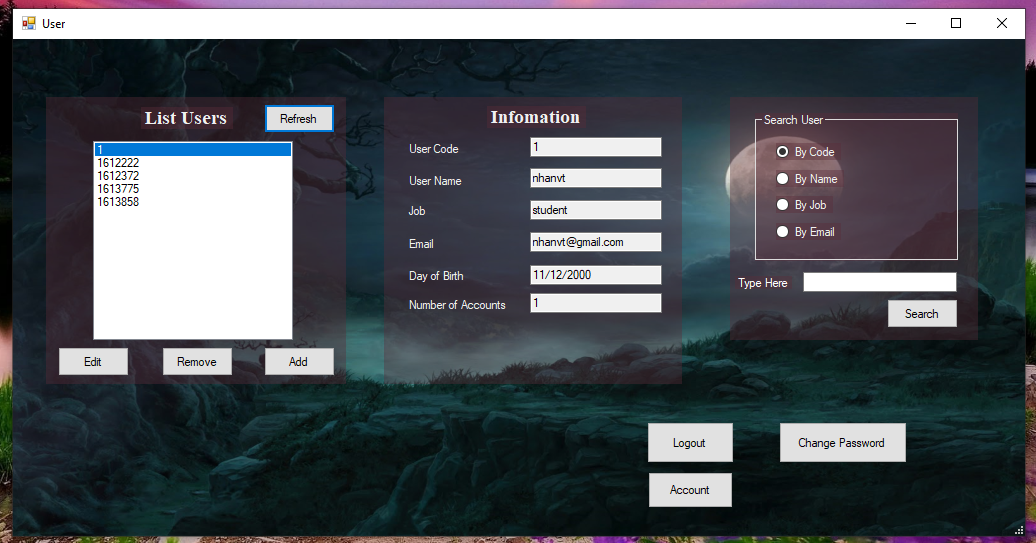 User
List Users
Refresh
1
1612222
1612372
1613775
1613858
Edit
Remove
Add
Infomation
User Code
1
User Name
nhanvt
Job
student
Email
nhanvt@gmail.com
Day of Birth
11/12/2000
Number of Accounts
1
Search User
By Code
By Name
By Job
By Email
Type Here
Search
Logout
Change Password
Account